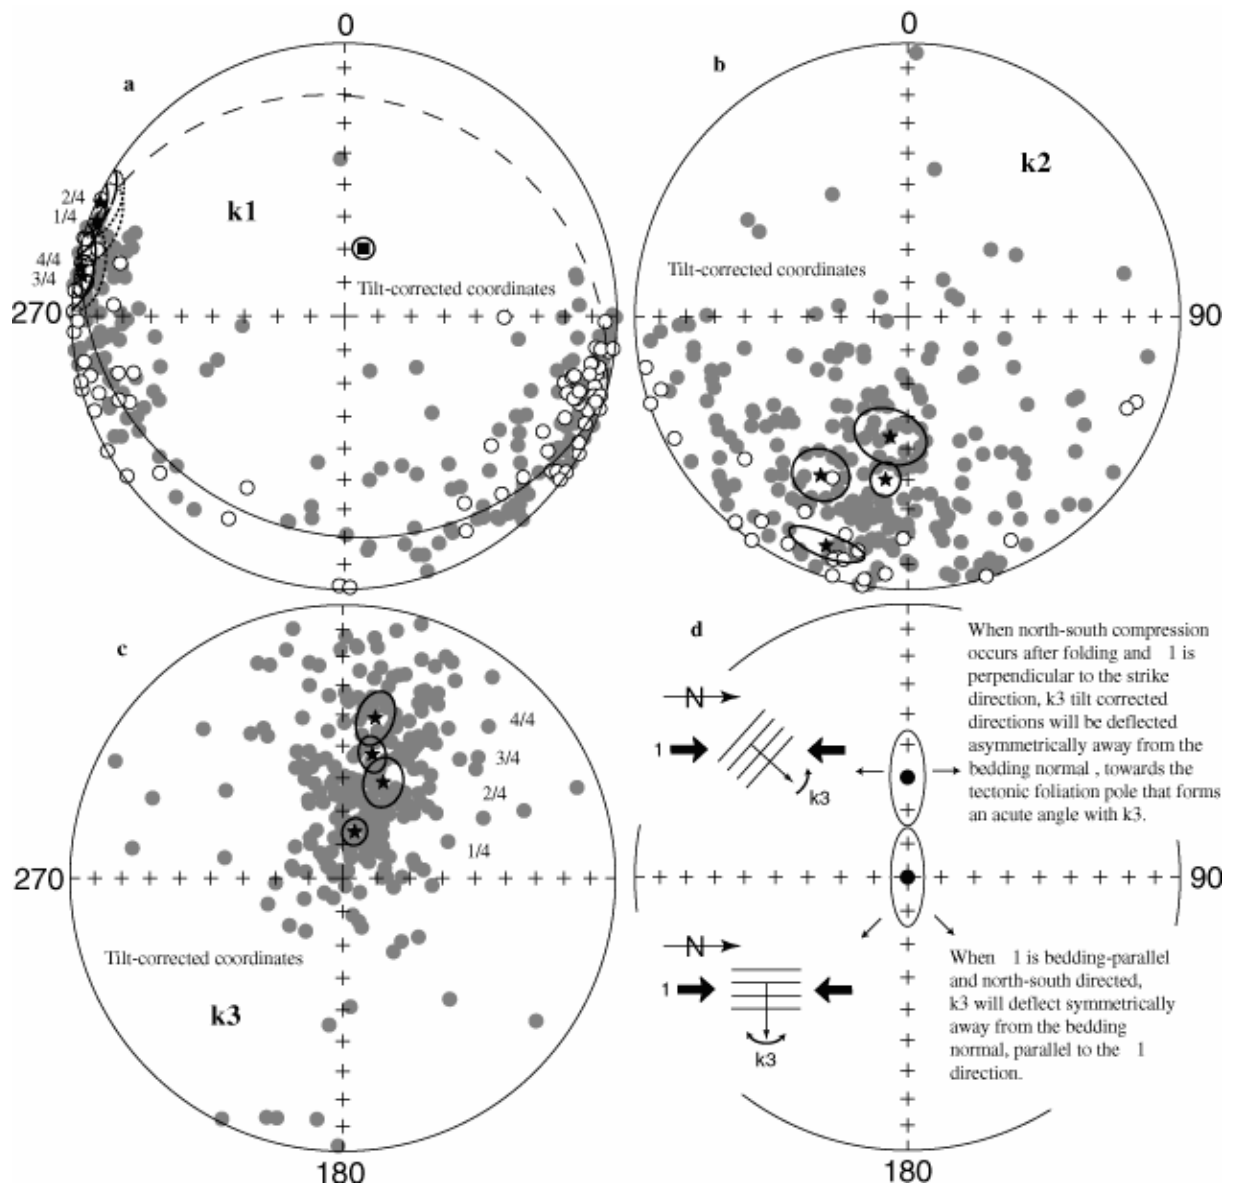 0
0
a
b
k2
2/4
1/4
k1
4/4
3/4
Tilt-corrected coordinates
Tilt-corrected coordinates
270
90
c
d
When north-south compression
occurs after folding and 1 is
perpendicular to the strike
direction, k3 tilt corrected
directions will be deflected
asymmetrically away from the
bedding normal , towards the
tectonic foliation pole that forms
an acute angle with k3.
N
1
k3
4/4
3/4
2/4
1/4
270
90
Tilt-corrected coordinates
k3
N
1
k3
When 1 is bedding-parallel
and north-south directed,
k3 will deflect symmetrically
away from the bedding
normal, parallel to the 1
direction.
180
180